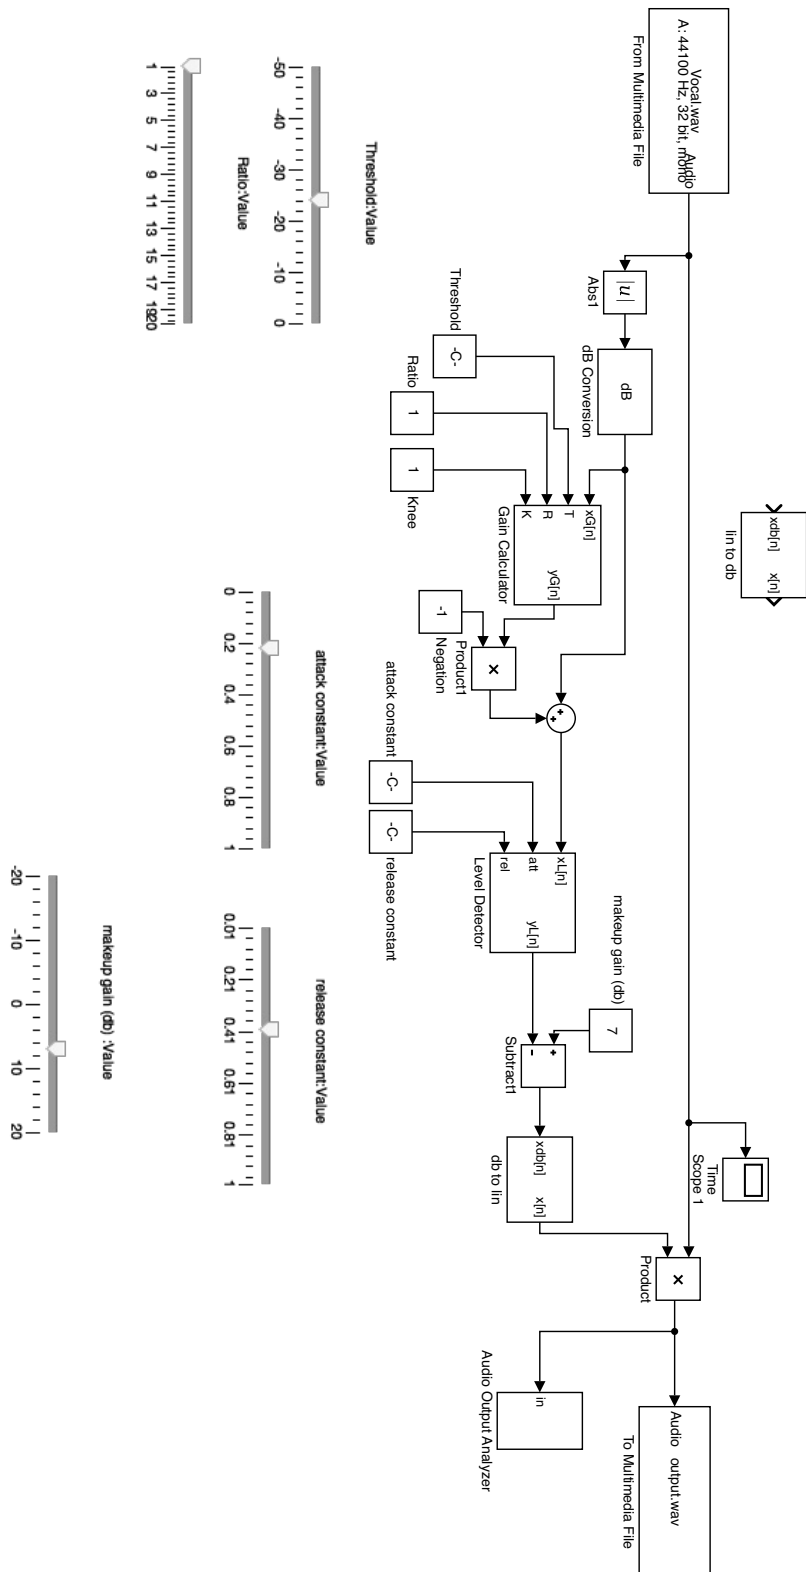 Vocal.wav
A: 44100 Hz, 32 bit, mono
Audio
From Multimedia File
|u|
Abs1
dB
dB Conversion
xdb[n]
x[n]
lin to db
Threshold
-C-
Ratio
1
1
Knee
xG[n]
T
R
K
yG[n]
Gain Calculator
-1
Negation
×
Product1
+
+
attack constant
-C-
-C-
release constant
xL[n]
att
rel
yL[n]
Level Detector
makeup gain (db)
7
+
-
Subtract1
xdb[n]
x[n]
db to lin
Time
Scope 1
×
Product
in
Audio Output Analyzer
Audio
output.wav
To Multimedia File
Threshold:Value
-50 -40 -30 -20 -10 0
Ratio:Value
1 3 5 7 9 11 13 15 17 19 20
attack constant:Value
0 0.2 0.4 0.6 0.8 1
release constant:Value
0.01 0.21 0.41 0.61 0.81 1
makeup gain (db) :Value
-20 -10 0 10 20